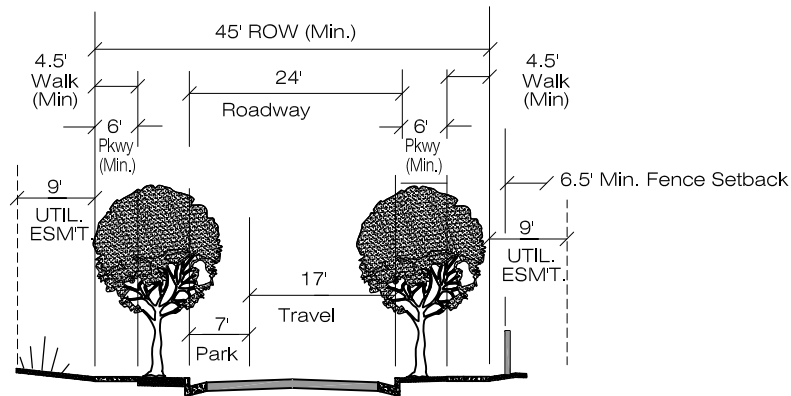 45' ROW (Min.)
4.5'
Walk
(Min)
24'
Roadway
4.5'
Walk
(Min)
6'
Pkwy
(Min.)
6'
Pkwy
(Min.)
6.5' Min. Fence Setback
9'
UTIL.
ESM'T
9'
UTIL.
ESM'T.
17'
Travel
7'
Park